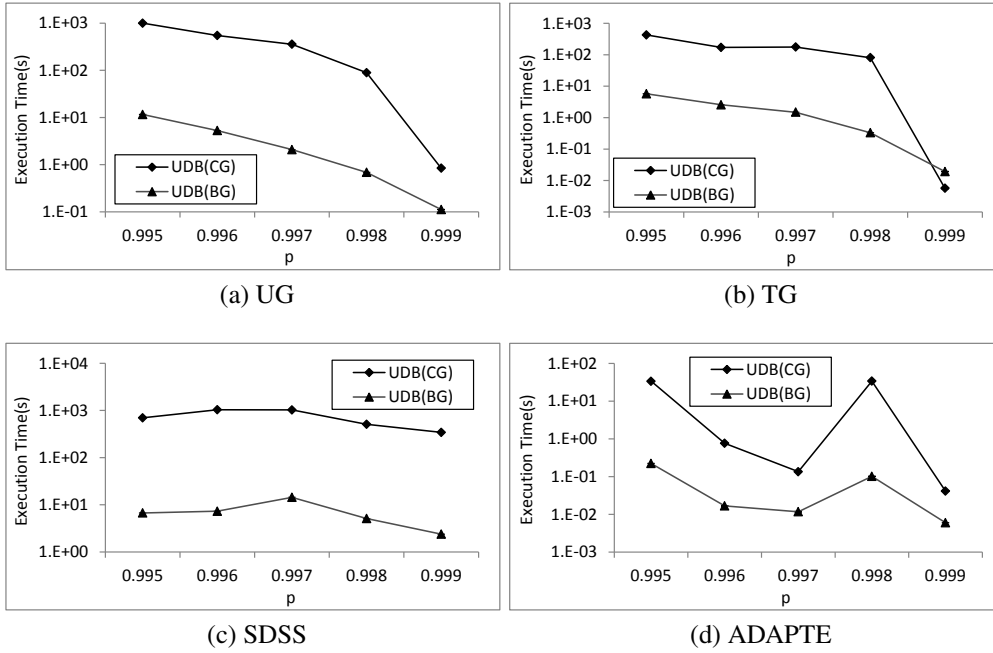 1.E+03
1.E+02
1.E+01
1.E+00
1.E-01
Execution Time(s)
UDB(CG)
UDB(BG)
0.995 0.996 0.997 0.998 0.999
p
(a) UG
1.E+03
1.E+02
1.E+01
1.E+00
1.E-01
1.E-02
1.E-03
Execution Time(s)
UDB(CG)
UDB(BG)
0.995 0.996 0.997 0.998 0.999
p
(b) TG
1.E+04
1.E+03
1.E+02
1.E+01
1.E+00
Execution Time(s)
UDB(CG)
UDB(BG)
0.995 0.996 0.997 0.998 0.999
p
(c) SDSS
1.E+02
1.E+01
1.E+00
1.E-01
1.E-02
1.E-03
Execution Time(s)
UDB(CG)
UDB(BG)
0.995 0.996 0.997 0.998 0.999
p
(d) ADAPTE